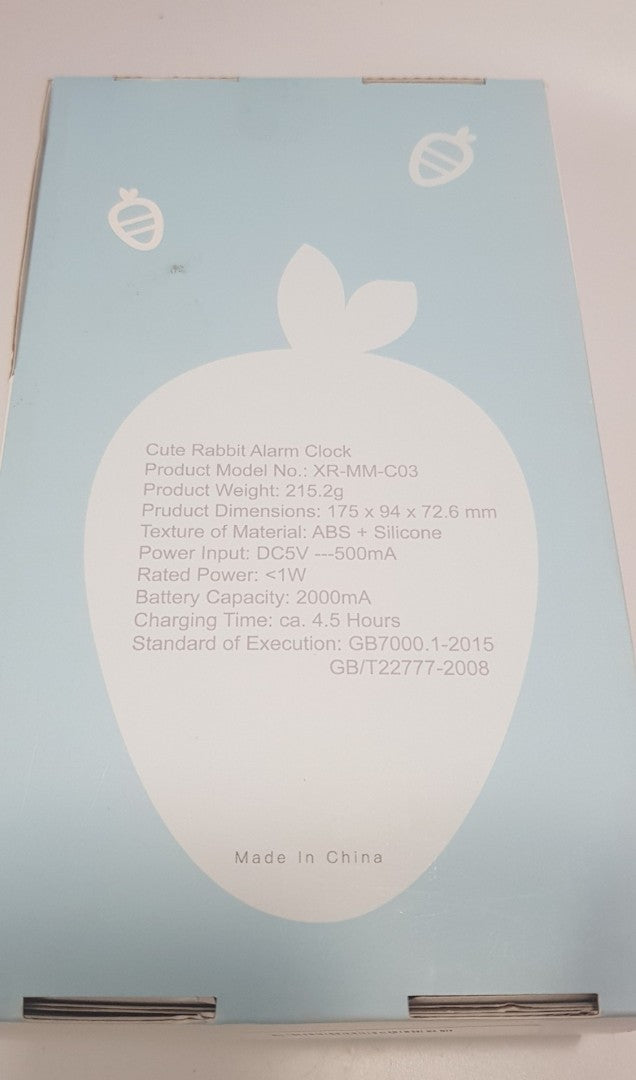 Cute Rabbit Alarm Clock
Product Model No.: XR-MM-C03
Product Weight: 215.2g
Pruduct Dimensions: 175 x 94 x 72.6 mm
Texture of Material: ABS + Silicone
Power Input: DC5V ---500mA
Rated Power: <1W
Battery Capacity: 2000mA
Charging Time: ca. 4.5 Hours
Standard of Execution: GB7000.1-2015
GB/T22777-2008
Made In China